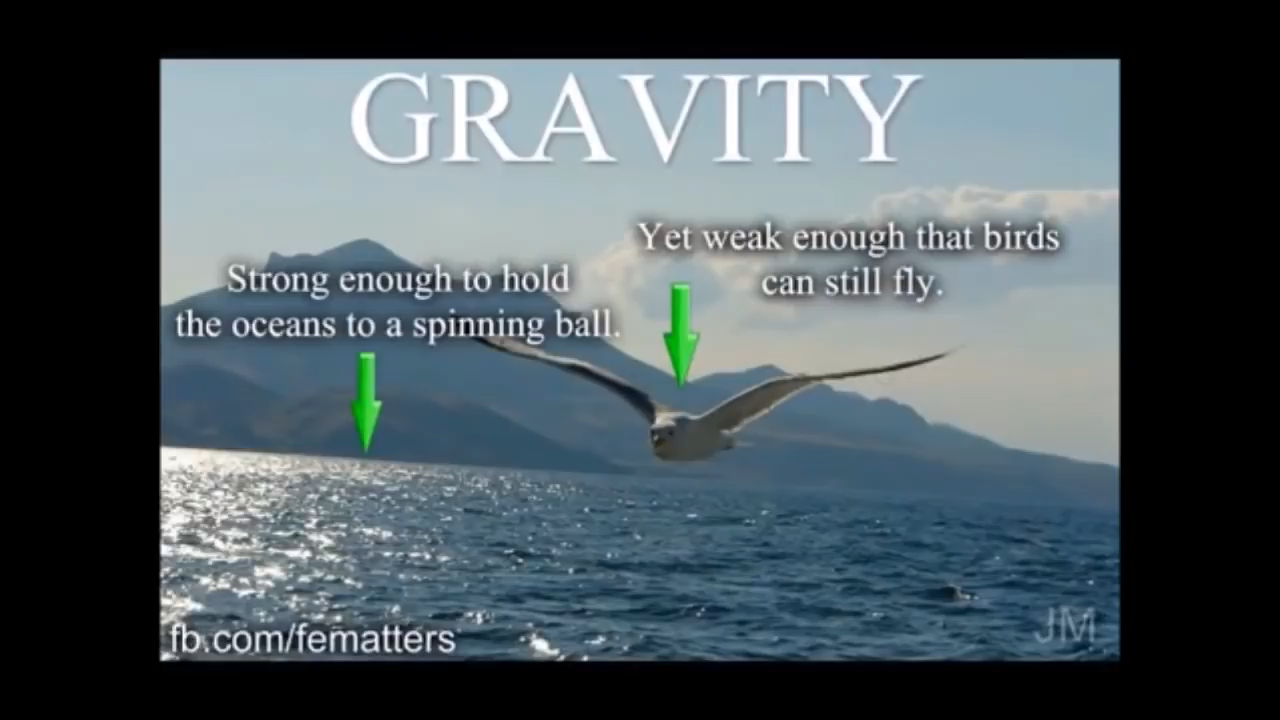 GRAVITY
Strong enough to hold
the oceans to a spinning ball.
Yet weak enough that birds
can still fly.
fb.com/fematters
JM